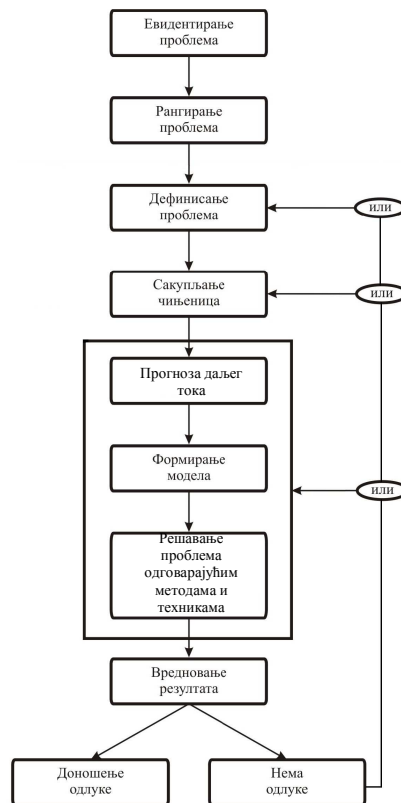 Евидентирање
проблема
Рангирање
проблема
Дефинисање
проблема
или
Сакупљање
чињеница
или
Прогноза даљег
тока
Формирање
модела
или
Решавање
проблема
одговарајућим
методама и
техникама
Вредновање
резултата
Доношење
одлуке
Нема
одлуке